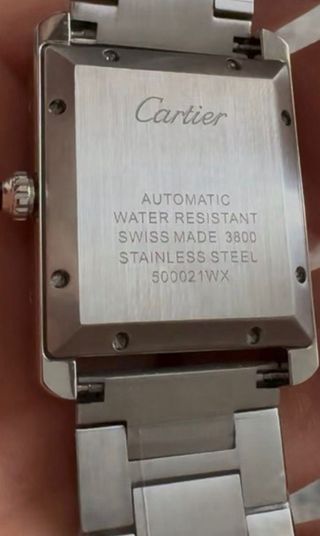 Cartier
AUTOMATIC
WATER RESISTANT
SWISS MADE 3800
STAINLESS STEEL
500021WX